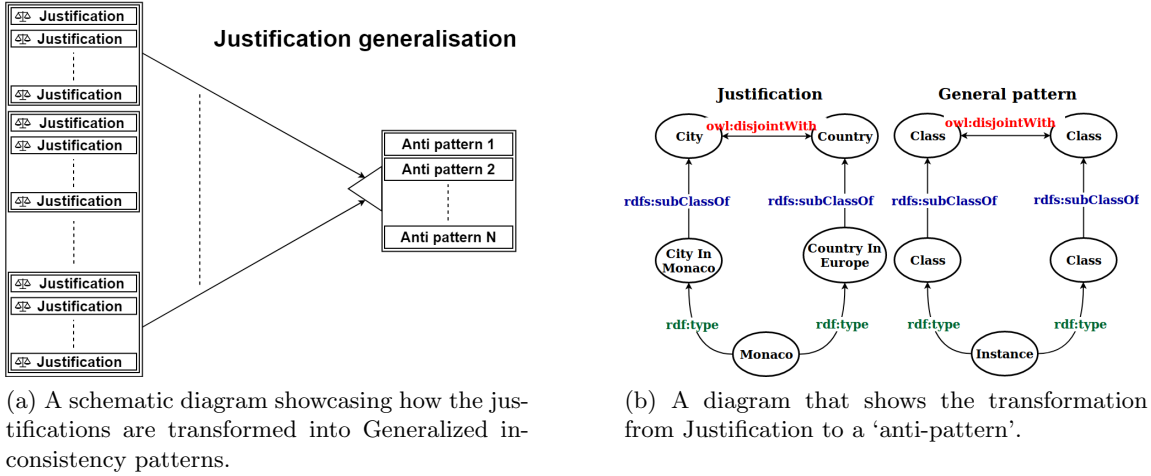 Justification
Justification
Justification
Justification
Justification
Justification
Justification
Justification
Justification
Justification generalisation
Anti pattern 1
Anti pattern 2
Anti pattern N
(a) A schematic diagram showcasing how the jus-
tifications are transformed into Generalized in-
consistency patterns.
Justification
City
owl:disjointWith
Country
rdfs:subClassOf
rdfs:subClassOf
City In
Monaco
Country In
Europe
rdf:type
rdf:type
Monaco
General pattern
Class
owl:disjointWith
Class
rdfs:subClassOf
rdfs:subClassOf
Class
Class
rdf:type
rdf:type
Instance
(b) A diagram that shows the transformation
from Justification to a ‘anti-pattern’.